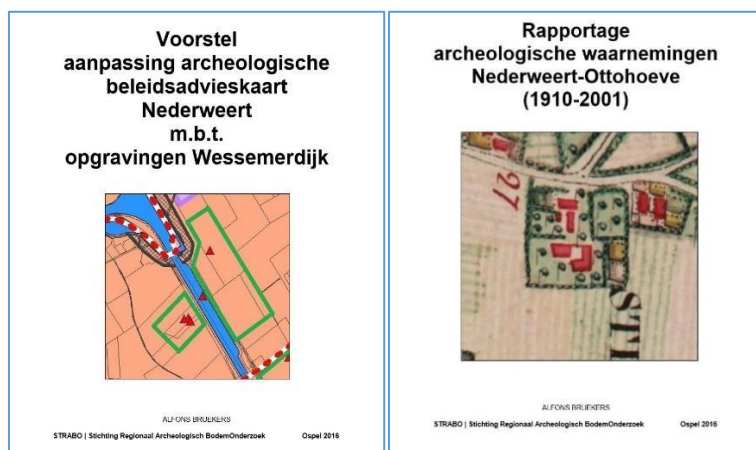 Voorstel
aanpassing archeologische
beleidsadvieskaart
Nederweert
m.b.t.
opgravingen Wessemerdijk
ALFONS BRUEKERS
STRABO | Stichting Regionaal Archeologisch BodemOnderzoek Ospel 2016
Rapportage
archeologische waarnemingen
Nederweert-Ottohoeve
(1910-2001)
27
ALFONS BRUEKERS
STRABO | Stichting Regionaal Archeologisch BodemOnderzoek Ospel 2016